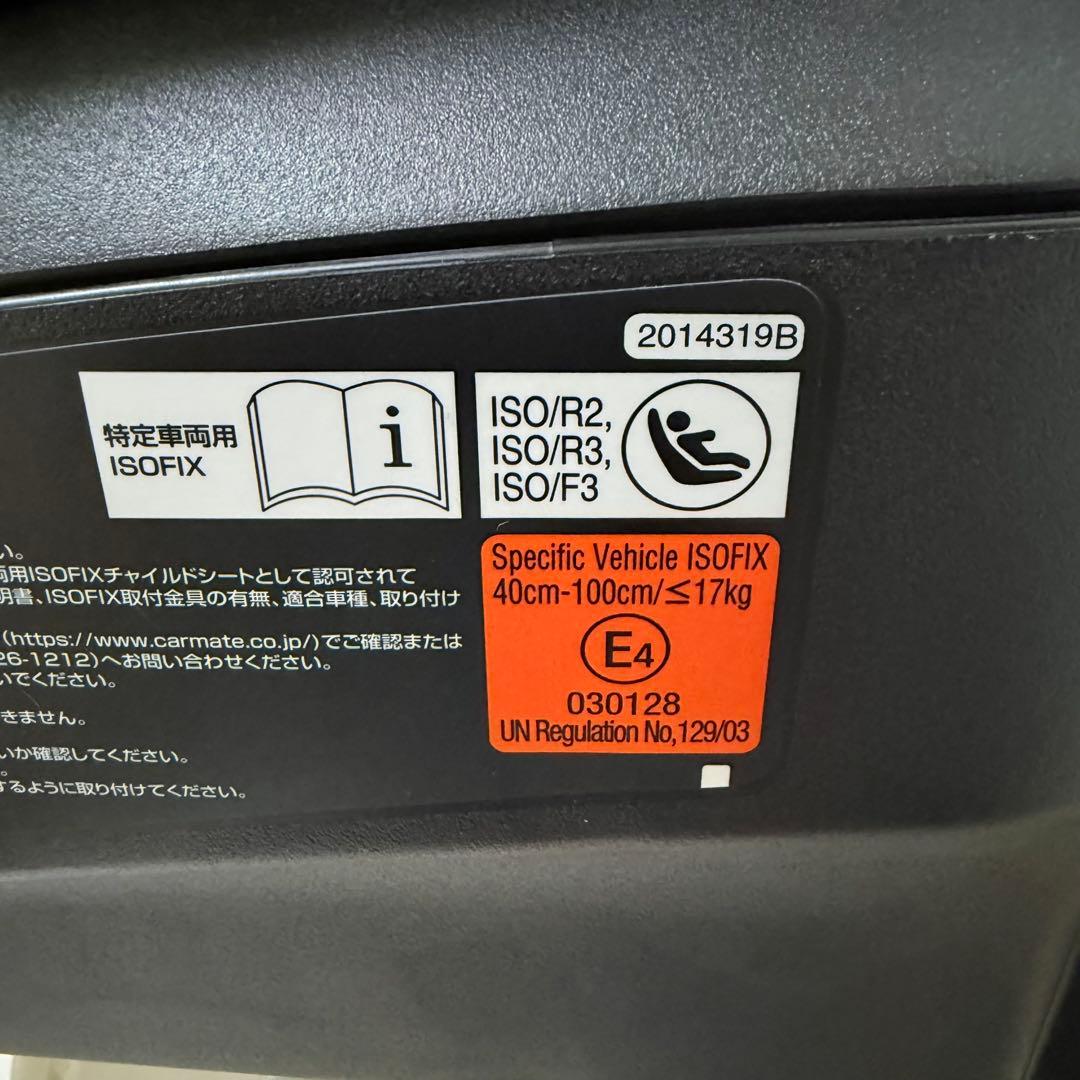 2014319B
特定車両用
ISOFIX
i
ISO/R2,
ISO/R3,
ISO/F3
い。
両用ISOFIXチャイルドシートとして認可されて
明書、ISOFIX取付金具の有無、適合車種、取り付け
(https://www.carmate.co.jp/)でご確認または
26-1212)へお問い合わせください。
いでください。
きません。
いか確認してください。
。
するように取り付けてください。
Specific Vehicle ISOFIX
40cm-100cm/≦17kg
E4
030128
UN Regulation No,129/03